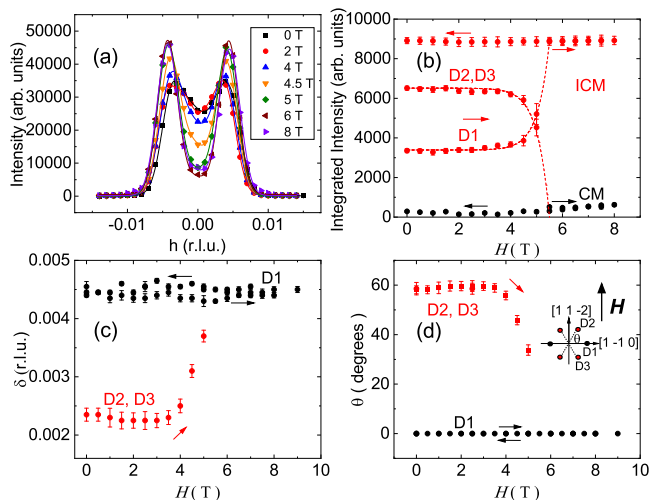 (a)
0 T
2 T
4 T
4.5 T
5 T
6 T
8 T
50000
40000
30000
20000
10000
0
-0.01 0.00 0.01
h (r.l.u.)
Intensity (arb. units)
(b)
D2,D3
ICM
D1
CM
9000
6000
3000
0
0 2 4 6 8
H(T)
Integrated Intensity (arb. units)
(c)
D1
D2, D3
0.005
0.004
0.003
0.002
0 2 4 6 8 10
H(T)
δ (r.l.u.)
(d)
D2, D3
D1
[1 1 -2]
H
D2
θ
[1 -1 0]
D1
D3
60
40
20
0
0 2 4 6 8 10
H(T)
θ ( degrees)